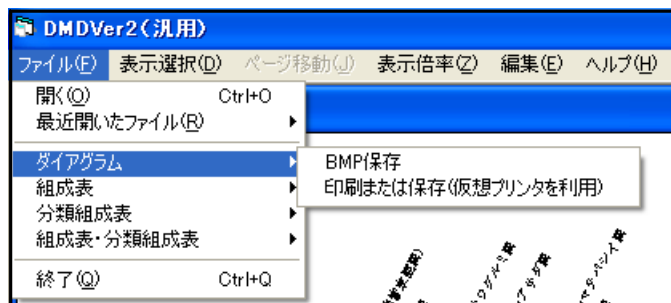 DMDVer2(汎用)
ファイル(F) 表示選択(D) ページ移動(J) 表示倍率(Z) 編集(E) ヘルプ(H)
開く(O) Ctrl+O
最近開いたファイル(R)
ダイアグラム
BMP保存
組成表
印刷または保存(仮想プリンタを利用)
分類組成表
組成表・分類組成表
終了(Q) Ctrl+Q